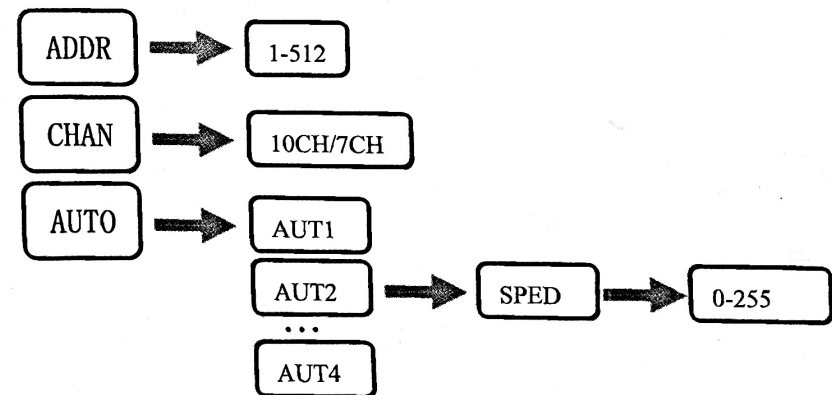 ADDR 1-512
CHAN 10CH/7CH
AUTO AUT1
AUT2 SPED 0-255
...
AUT4